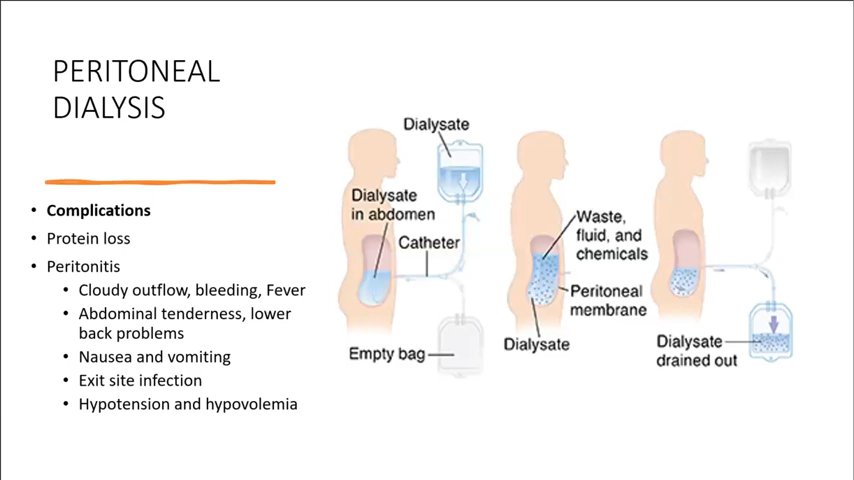 PERITONEAL
DIALYSIS
• Complications
• Protein loss
• Peritonitis
• Cloudy outflow, bleeding, Fever
• Abdominal tenderness, lower
back problems
• Nausea and vomiting
• Exit site infection
• Hypotension and hypovolemia
Dialysate
Dialysate
in abdomen
Catheter
Empty bag
Waste,
fluid, and
chemicals
Peritoneal
membrane
Dialysate
Dialysate
drained out